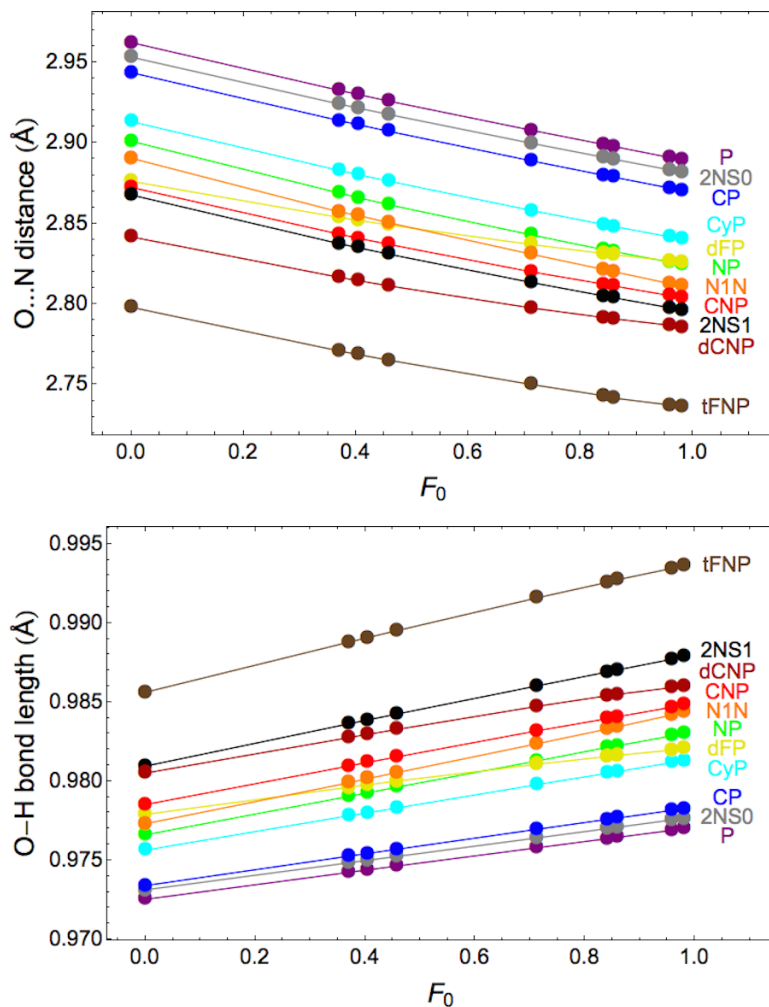 2.95
2.90
2.85
2.80
2.75
O...N distance (Å)
P
2NS0
CP
CyP
dFP
NP
N1N
CNP
2NS1
dCNP
tFNP
0.0 0.2 0.4 0.6 0.8 1.0
F₀
0.995
0.990
0.985
0.980
0.975
0.970
O–H bond length (Å)
tFNP
2NS1
dCNP
CNP
N1N
NP
dFP
CyP
CP
2NS0
P
0.0 0.2 0.4 0.6 0.8 1.0
F₀